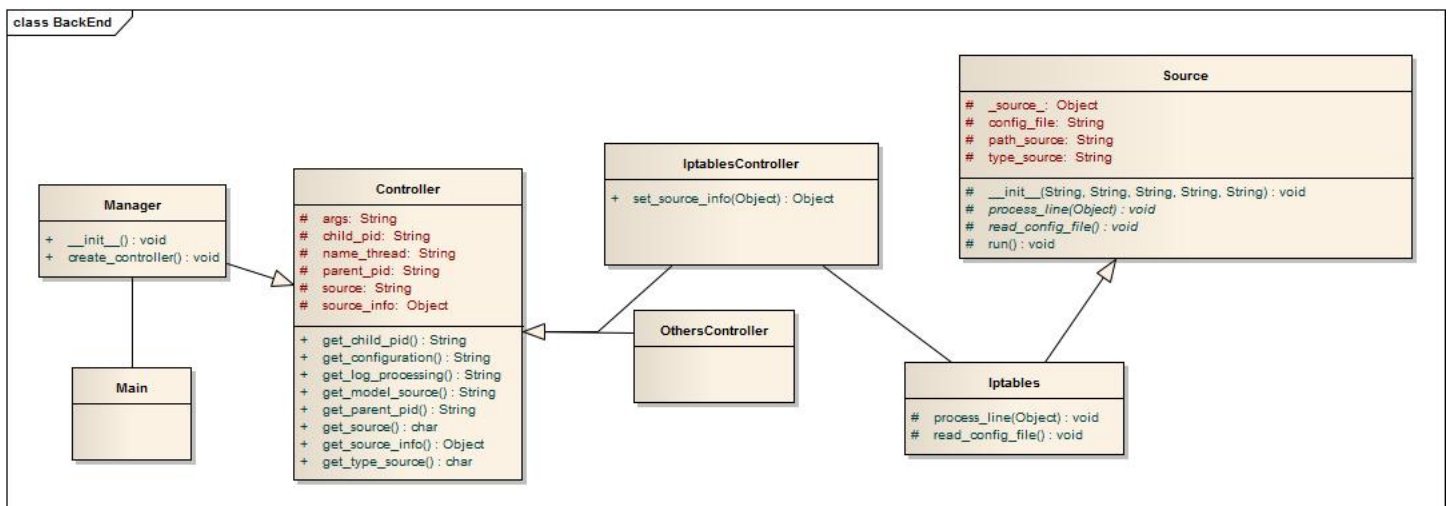 class BackEnd
Manager
+ __init__() : void
+ create_controller() : void
Main
Controller
# args: String
# child_pid: String
# name_thread: String
# parent_pid: String
# source: String
# source_info: Object
+ get_child_pid() : String
+ get_configuration() : String
+ get_log_processing() : String
+ get_model_source() : String
+ get_parent_pid() : String
+ get_source() : char
+ get_source_info() : Object
+ get_type_source() : char
IptablesController
+ set_source_info(Object) : Object
OthersController
Source
# _source_: Object
# config_file: String
# path_source: String
# type_source: String
# __init__(String, String, String, String, String) : void
# process_line(Object) : void
# read_config_file() : void
# run() : void
Iptables
# process_line(Object) : void
# read_config_file() : void